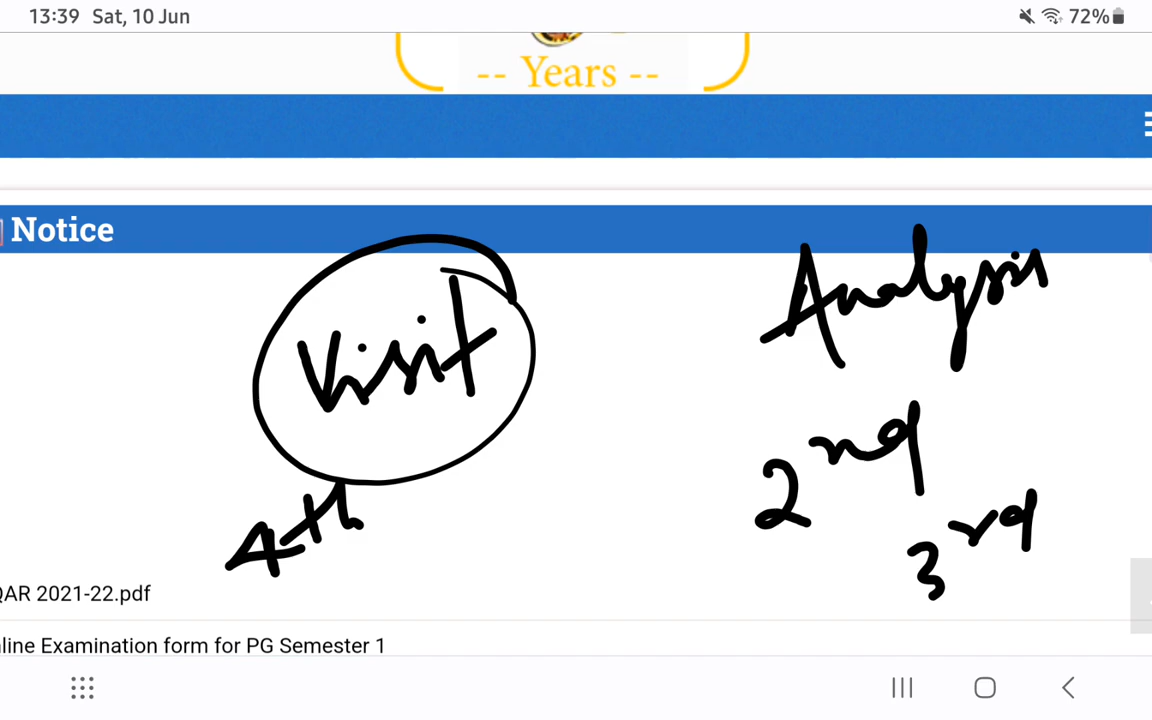 13:39 Sat, 10 Jun 72%
-- Years --
Notice
Visit
Analysis
2nd
3rd
4th
QAR 2021-22.pdf
nline Examination form for PG Semester 1